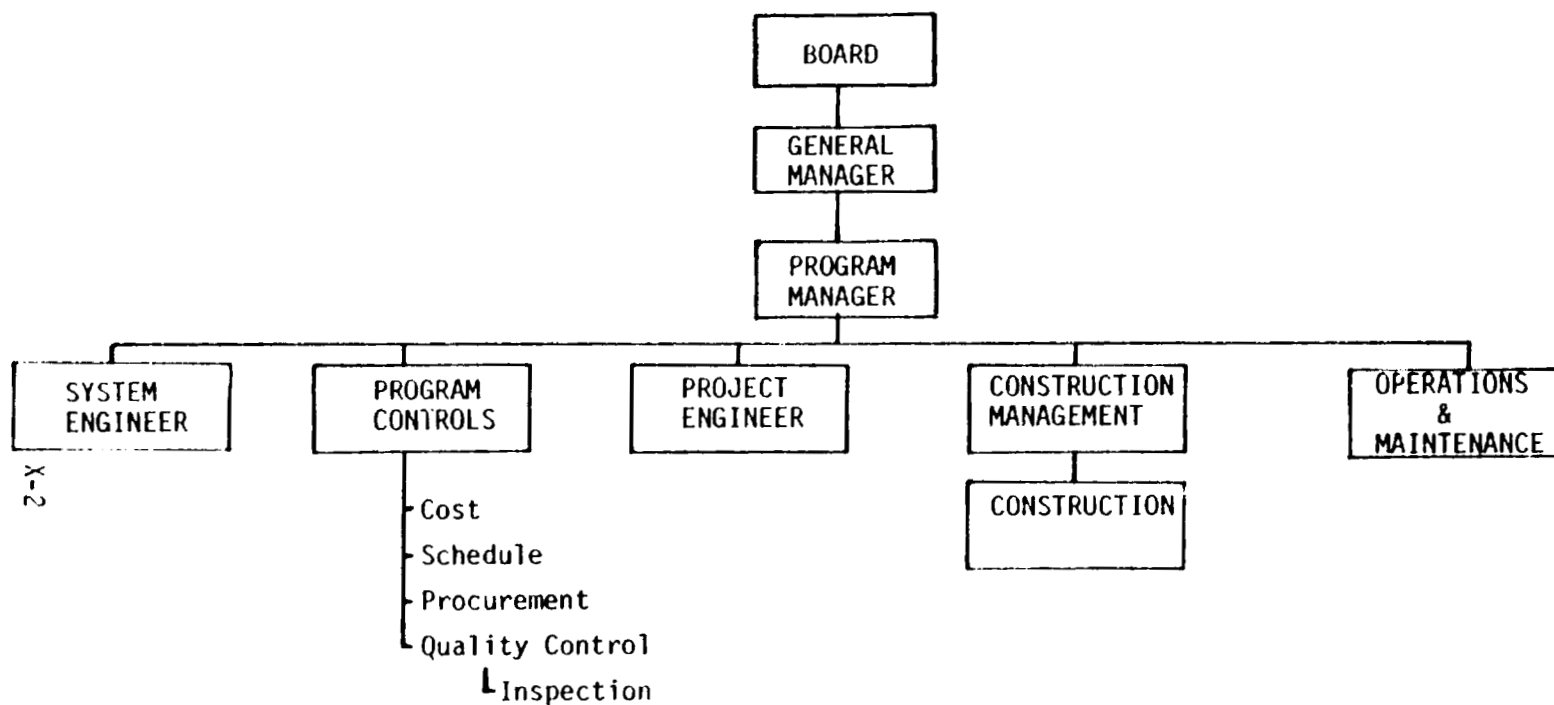 BOARD
GENERAL
MANAGER
PROGRAM
MANAGER
SYSTEM
ENGINEER
PROGRAM
CONTROLS
PROJECT
ENGINEER
CONSTRUCTION
MANAGEMENT
OPERATIONS
&
MAINTENANCE
CONSTRUCTION
Cost
Schedule
Procurement
Quality Control
Inspection
X-2